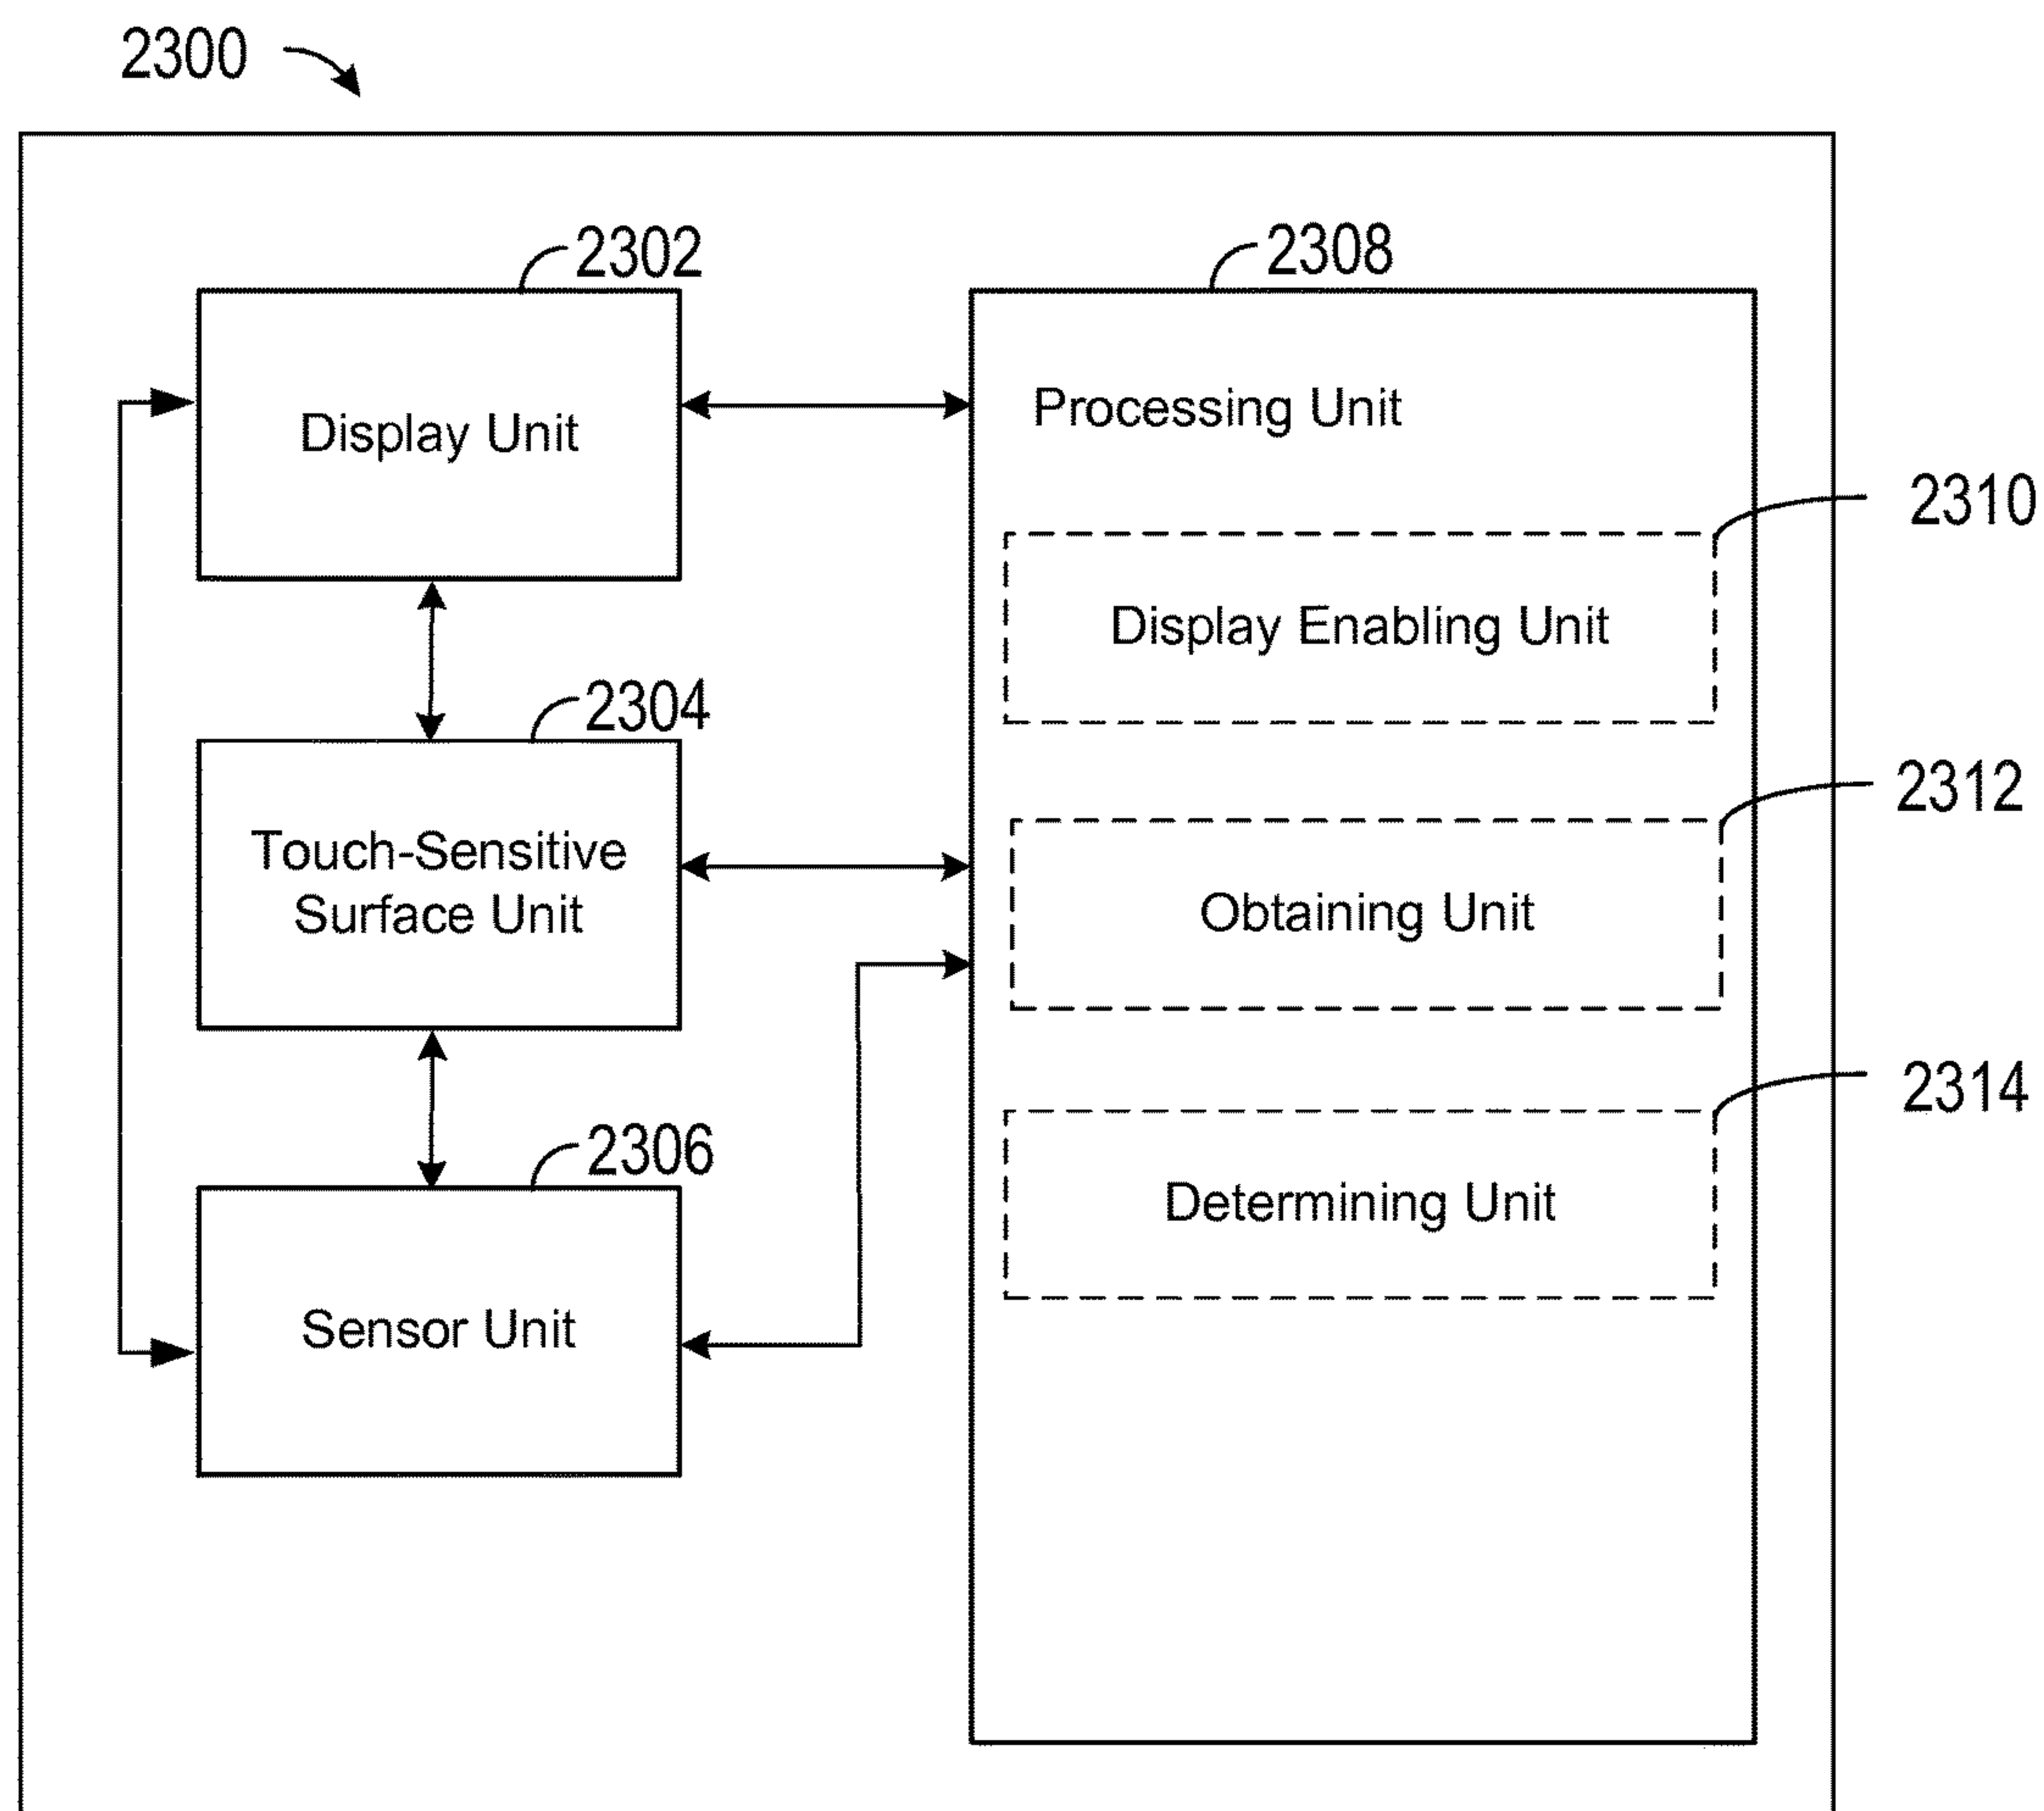 2300
2302
2308
Display Unit
Processing Unit
2310
Display Enabling Unit
2304
2312
Touch-Sensitive
Surface Unit
Obtaining Unit
2314
2306
Determining Unit
Sensor Unit